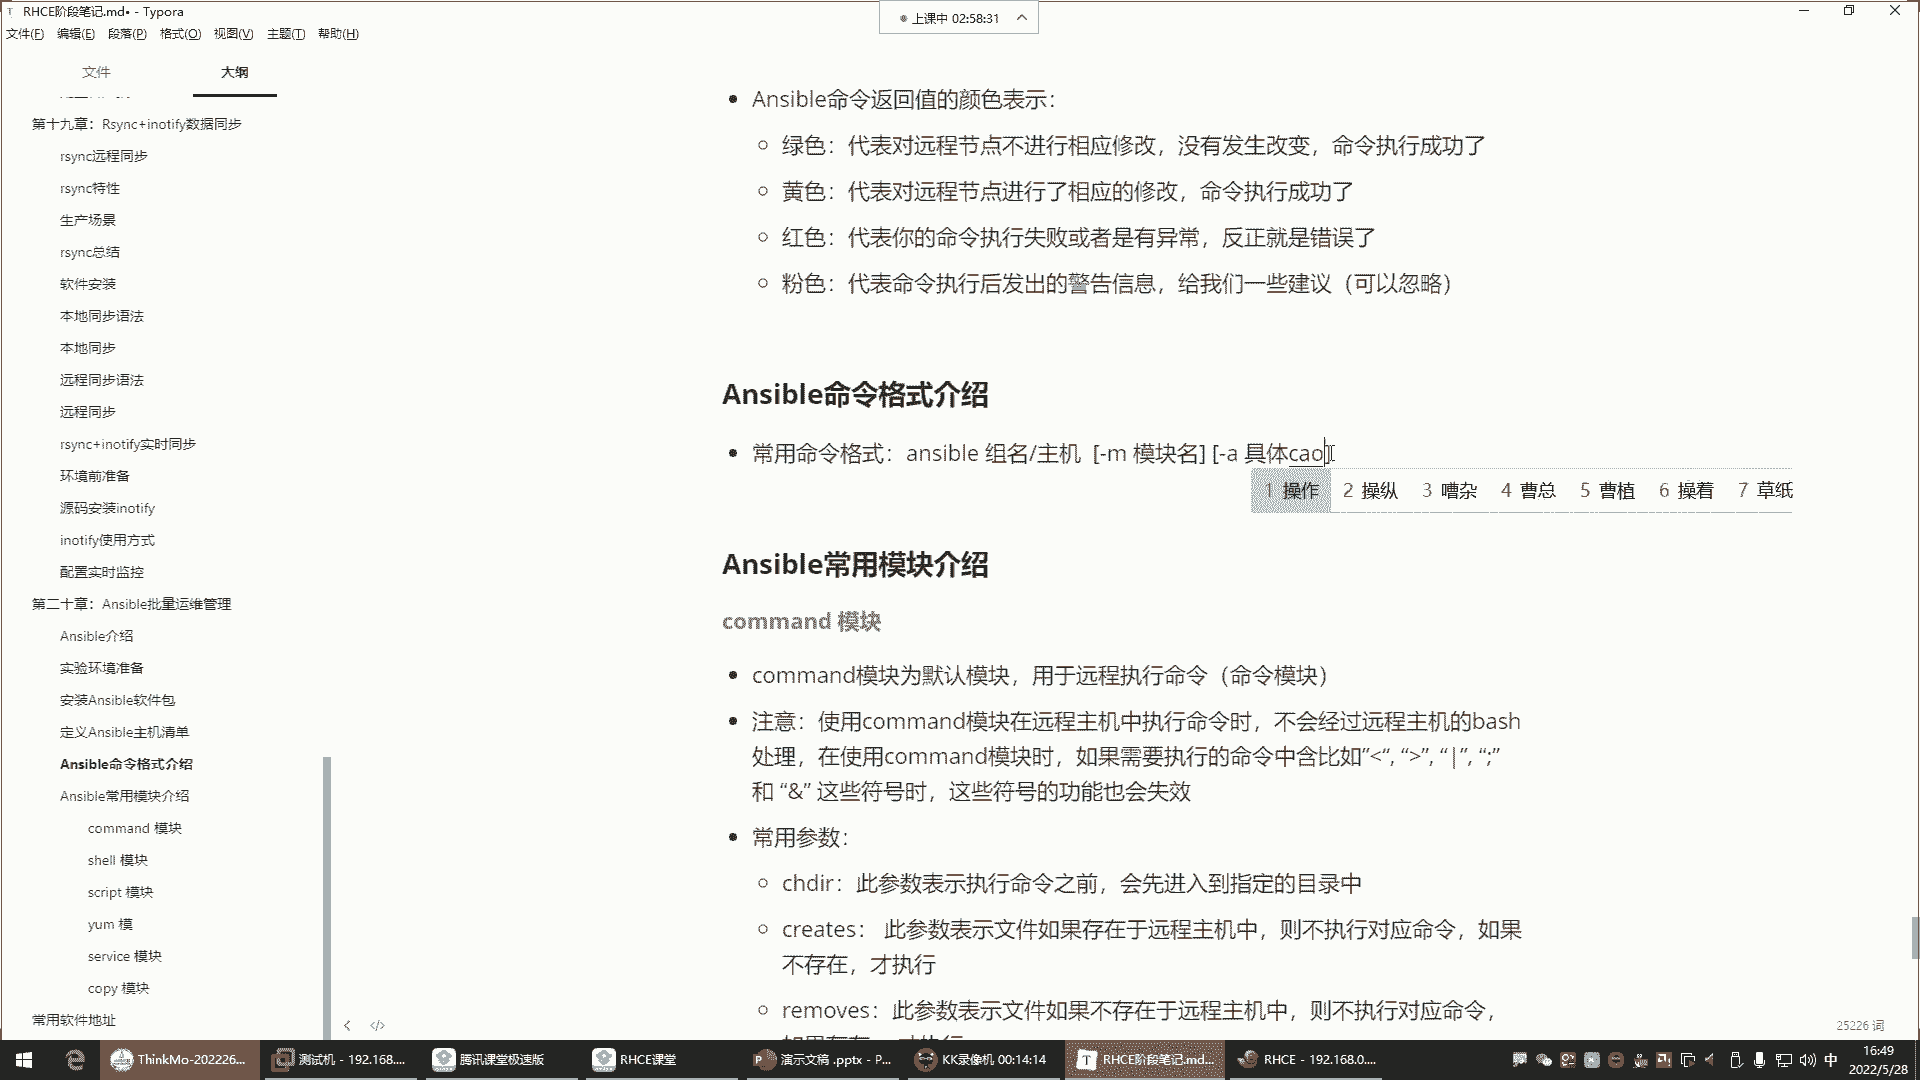 RHCE阶段笔记.md• - Typora
上课中 02:58:31
文件(F) 编辑(E) 段落(P) 格式(O) 视图(V) 主题(T) 帮助(H)
文件 大纲
第十九章：Rsync+inotify数据同步
rsync远程同步
rsync特性
生产场景
rsync总结
软件安装
本地同步语法
本地同步
远程同步语法
远程同步
rsync+inotify实时同步
环境前准备
源码安装inotify
inotify使用方式
配置实时监控
第二十章：Ansible批量运维管理
Ansible介绍
实验环境准备
安装Ansible软件包
定义Ansible主机清单
Ansible命令格式介绍
Ansible常用模块介绍
command 模块
shell 模块
script 模块
yum 模
service 模块
copy 模块
常用软件地址
Ansible命令返回值的颜色表示：
绿色：代表对远程节点不进行相应修改，没有发生改变，命令执行成功了
黄色：代表对远程节点进行了相应的修改，命令执行成功了
红色：代表你的命令执行失败或者是有异常，反正就是错误了
粉色：代表命令执行后发出的警告信息，给我们一些建议（可以忽略）
Ansible命令格式介绍
常用命令格式：ansible 组名/主机 [-m 模块名] [-a 具体cao]
1 操作 2 操纵 3 嘈杂 4 曹总 5 曹植 6 操着 7 草纸
Ansible常用模块介绍
command 模块
command模块为默认模块，用于远程执行命令（命令模块）
注意：使用command模块在远程主机中执行命令时，不会经过远程主机的bash
处理，在使用command模块时，如果需要执行的命令中含比如”<“, “>”, “|”, “;”
和 “&” 这些符号时，这些符号的功能也会失效
常用参数：
chdir：此参数表示执行命令之前，会先进入到指定的目录中
creates： 此参数表示文件如果存在于远程主机中，则不执行对应命令，如果
不存在，才执行
removes：此参数表示文件如果不存在于远程主机中，则不执行对应命令，
25226 词
ThinkMo-202226... 测试机 - 192.168.... 腾讯课堂极速版 RHCE课堂 演示文稿 .pptx - P... KK录像机 00:14:14 RHCE阶段笔记.md... RHCE - 192.168.0....
中
16:49
2022/5/28